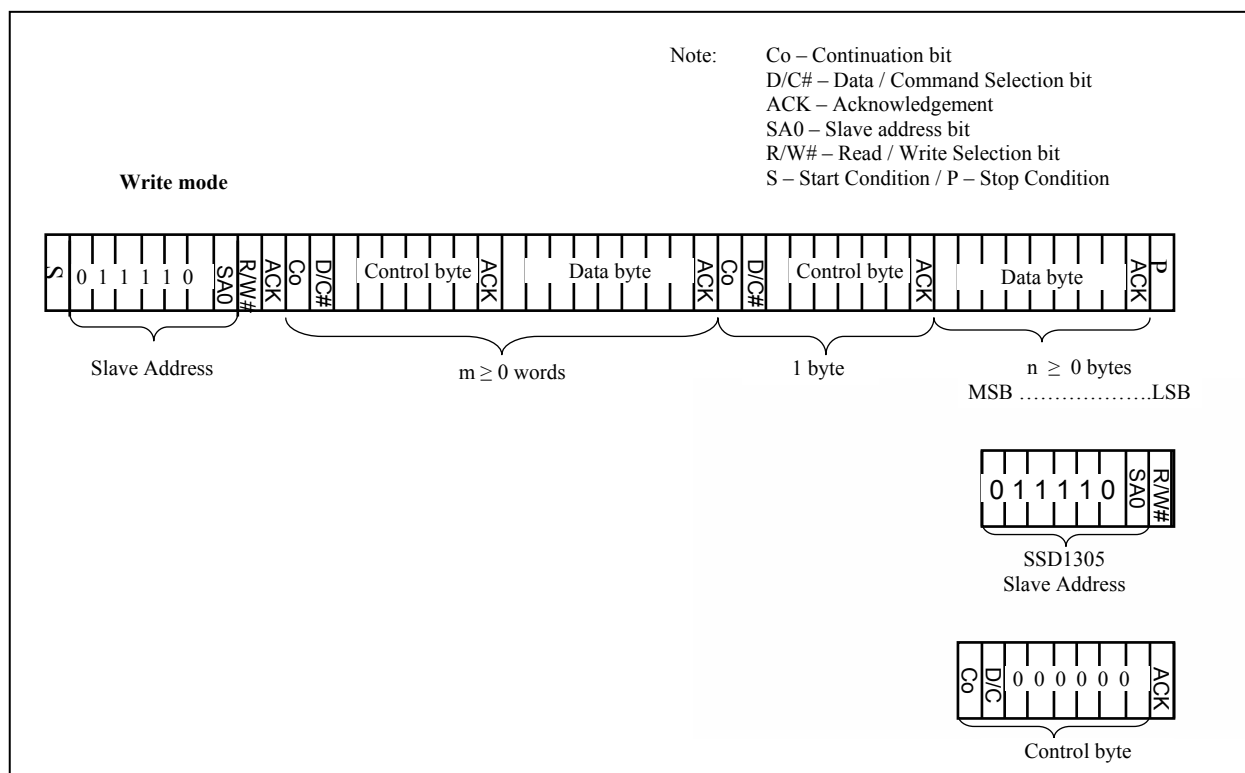 Note: Co – Continuation bit
D/C# – Data / Command Selection bit
ACK – Acknowledgement
SA0 – Slave address bit
R/W# – Read / Write Selection bit
S – Start Condition / P – Stop Condition
Write mode
S 0 1 1 1 1 0 SA0 R/W# ACK Co D/C# Control byte ACK Data byte ACK Co D/C# Control byte ACK Data byte ACK P
Slave Address m ≥ 0 words 1 byte n ≥ 0 bytes
MSB ………………..LSB
0 1 1 1 1 0 SA0 R/W#
SSD1305
Slave Address
Co D/C 0 0 0 0 0 0 ACK
Control byte